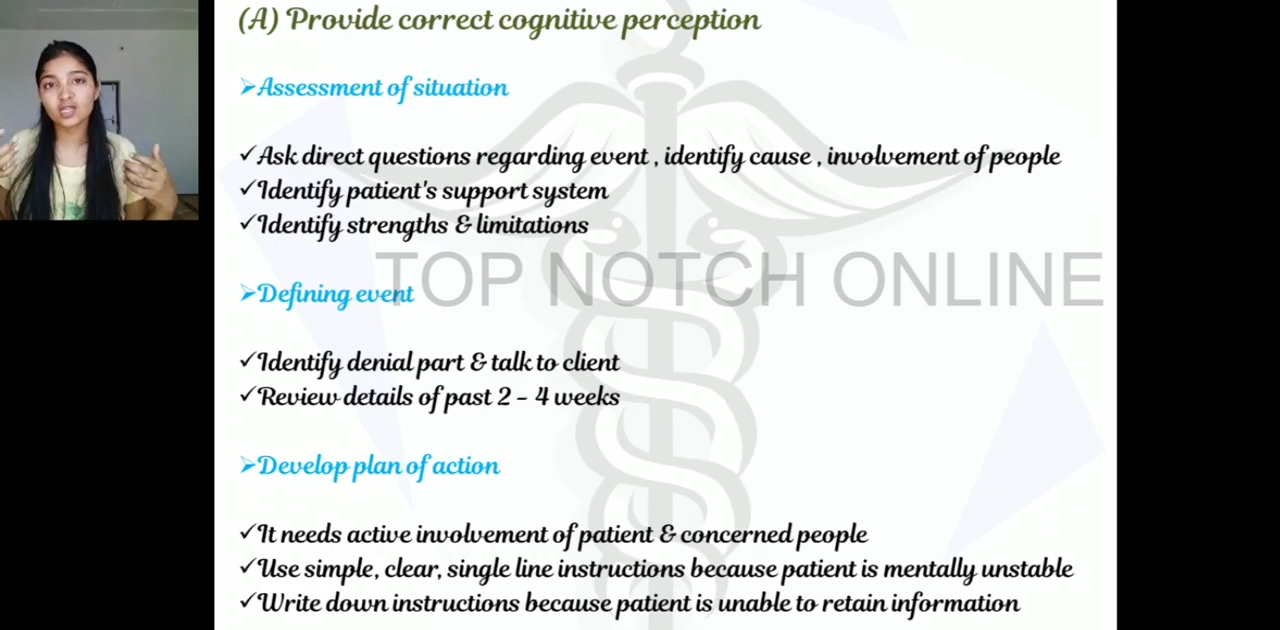 (A) Provide correct cognitive perception
➢Assessment of situation
✓Ask direct questions regarding event , identify cause , involvement of people
✓Identify patient's support system
✓Identify strengths & limitations
TOP NOTCH ONLINE
➢Defining event
✓Identify denial part & talk to client
✓Review details of past 2 – 4 weeks
➢Develop plan of action
✓It needs active involvement of patient & concerned people
✓Use simple, clear, single line instructions because patient is mentally unstable
✓Write down instructions because patient is unable to retain information